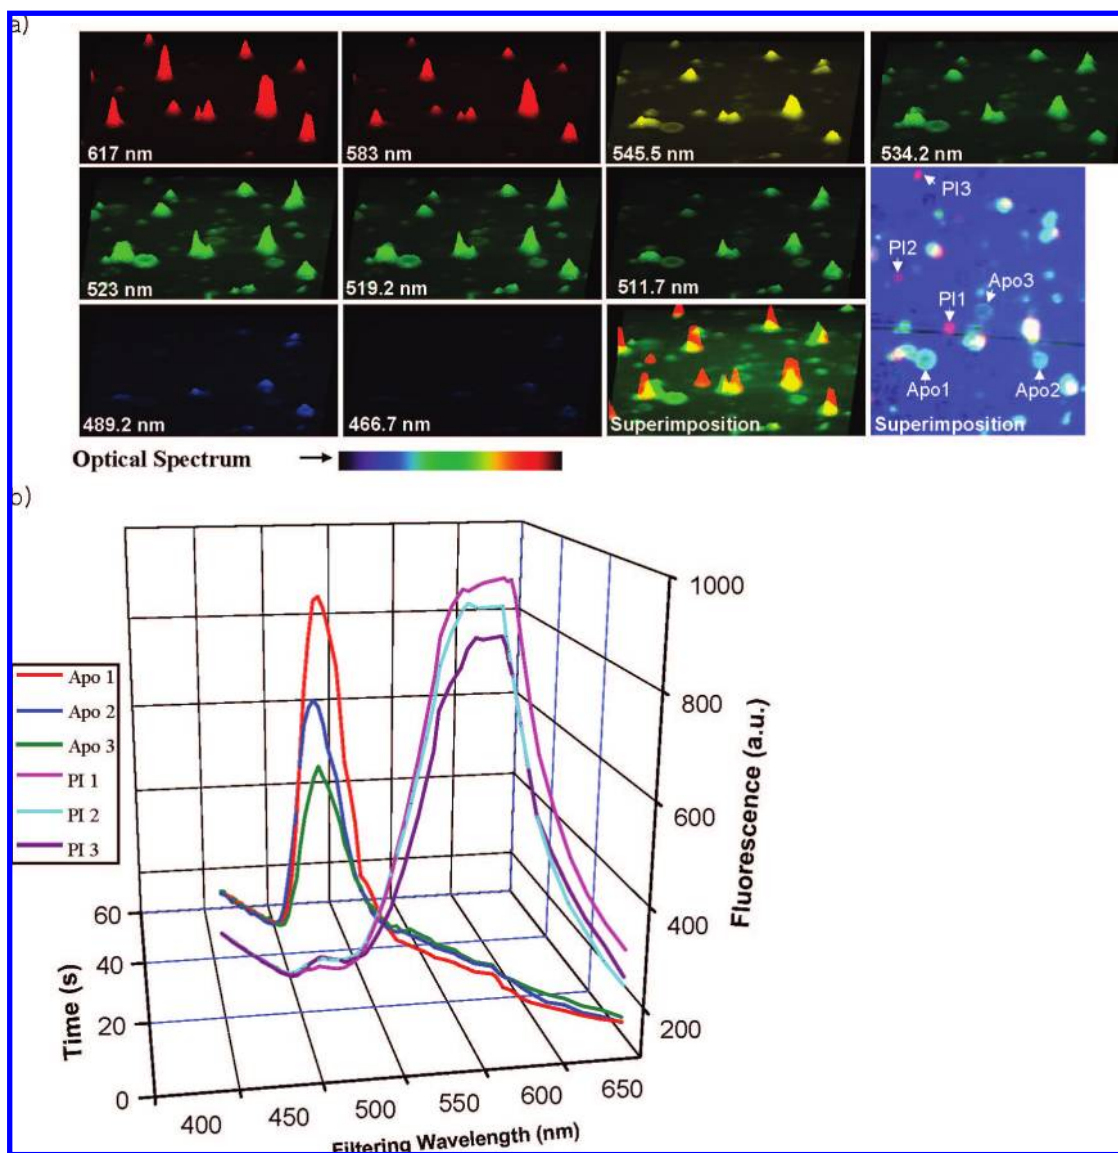 a)
617 nm
583 nm
545.5 nm
534.2 nm
523 nm
519.2 nm
511.7 nm
PI3
PI2
Apo3
PI1
Apo1
Apo2
Superimposition
489.2 nm
466.7 nm
Superimposition
Optical Spectrum
b)
1000
800
600
400
200
Fluorescence (a.u.)
Apo 1
Apo 2
Apo 3
PI 1
PI 2
PI 3
60
40
20
0
Time (s)
400
450
500
550
600
650
Filtering Wavelength (nm)